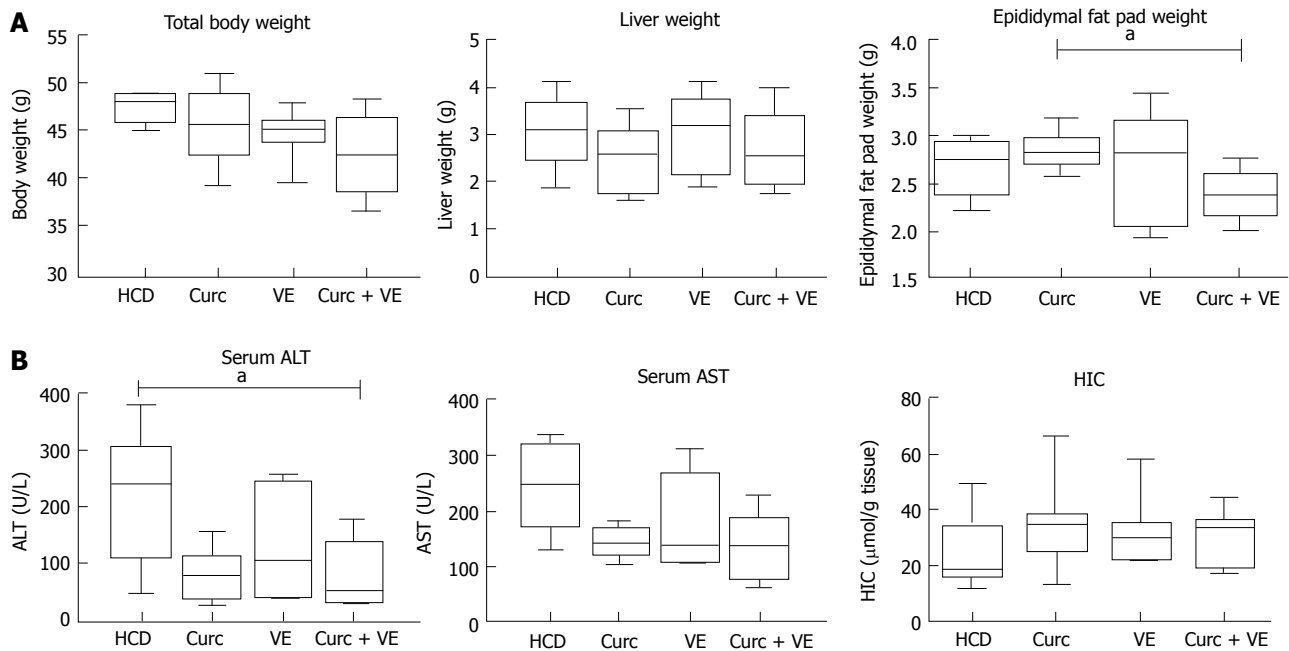 A
Total body weight
Body weight (g)
55
50
45
40
35
30
HCD Curc VE Curc + VE
Liver weight
Liver weight (g)
5
4
3
2
1
0
HCD Curc VE Curc + VE
Epididymal fat pad weight
a
Epididymal fat pad weight (g)
4.0
3.5
3.0
2.5
2.0
1.5
HCD Curc VE Curc + VE
B
Serum ALT
a
ALT (U/L)
400
300
200
100
0
HCD Curc VE Curc + VE
Serum AST
AST (U/L)
400
300
200
100
0
HCD Curc VE Curc + VE
HIC
HIC (μmol/g tissue)
80
60
40
20
0
HCD Curc VE Curc + VE